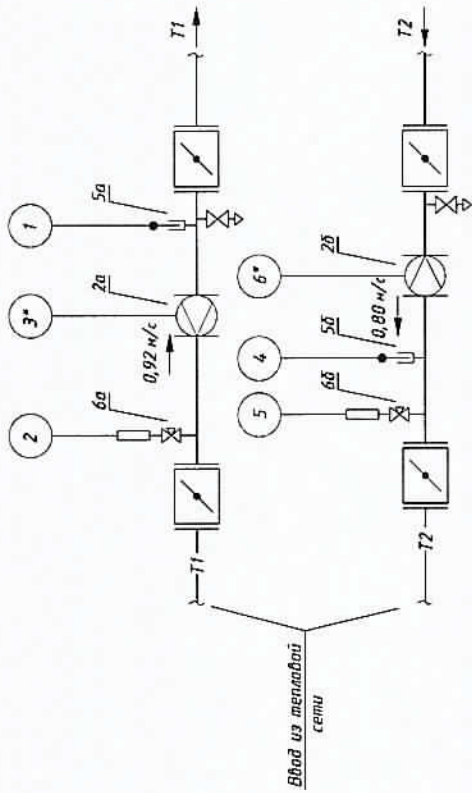 Ввод из тепловой
сети
T1
2
6а
0,92 н/с
3*
2а
1
5а
T1
T2
5
6б
4
5б
0,80 н/с
6*
2б
T2